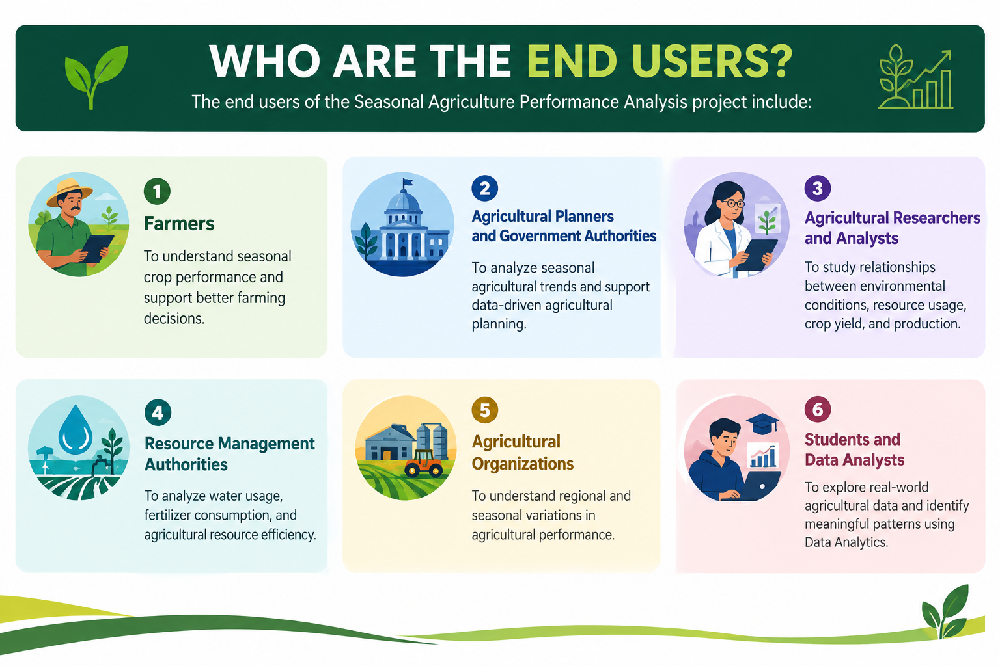 WHO ARE THE END USERS?
The end users of the Seasonal Agriculture Performance Analysis project include:
1
Farmers
To understand seasonal
crop performance and
support better farming
decisions.
2
Agricultural Planners
and Government Authorities
To analyze seasonal
agricultural trends and support
data-driven agricultural
planning.
3
Agricultural Researchers
and Analysts
To study relationships
between environmental
conditions, resource usage,
crop yield, and production.
4
Resource Management
Authorities
To analyze water usage,
fertilizer consumption, and
agricultural resource efficiency.
5
Agricultural
Organizations
To understand regional and
seasonal variations in
agricultural performance.
6
Students and
Data Analysts
To explore real-world
agricultural data and identify
meaningful patterns using
Data Analytics.